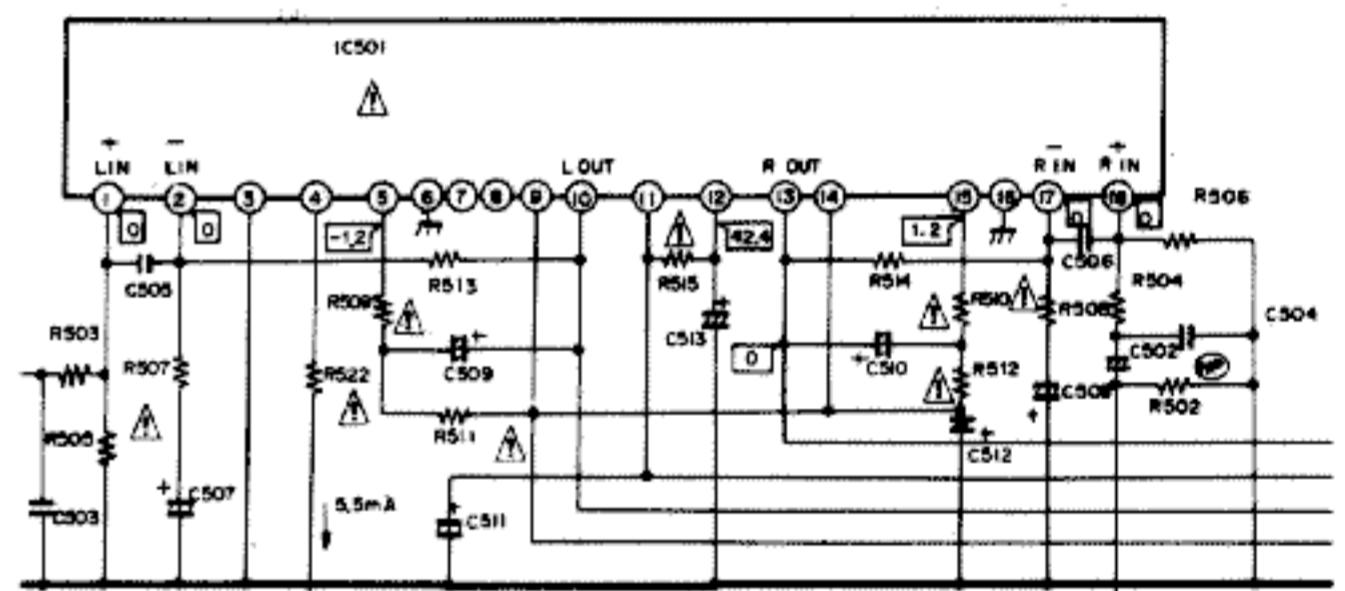 IC501
+
−
−
+
L IN
L IN
L OUT
R OUT
R IN
R IN
1
2
3
4
5
6
7
8
9
10
11
12
13
14
15
16
17
18
R506
0
0
-1.2
42.4
1.2
0
0
C505
R513
R515
R514
C506
R504
R509
R510
R508
C504
R503
C513
C502
R507
R522
C509
0
C510
R512
R502
R505
R511
C512
C507
5.5mA
C503
C511